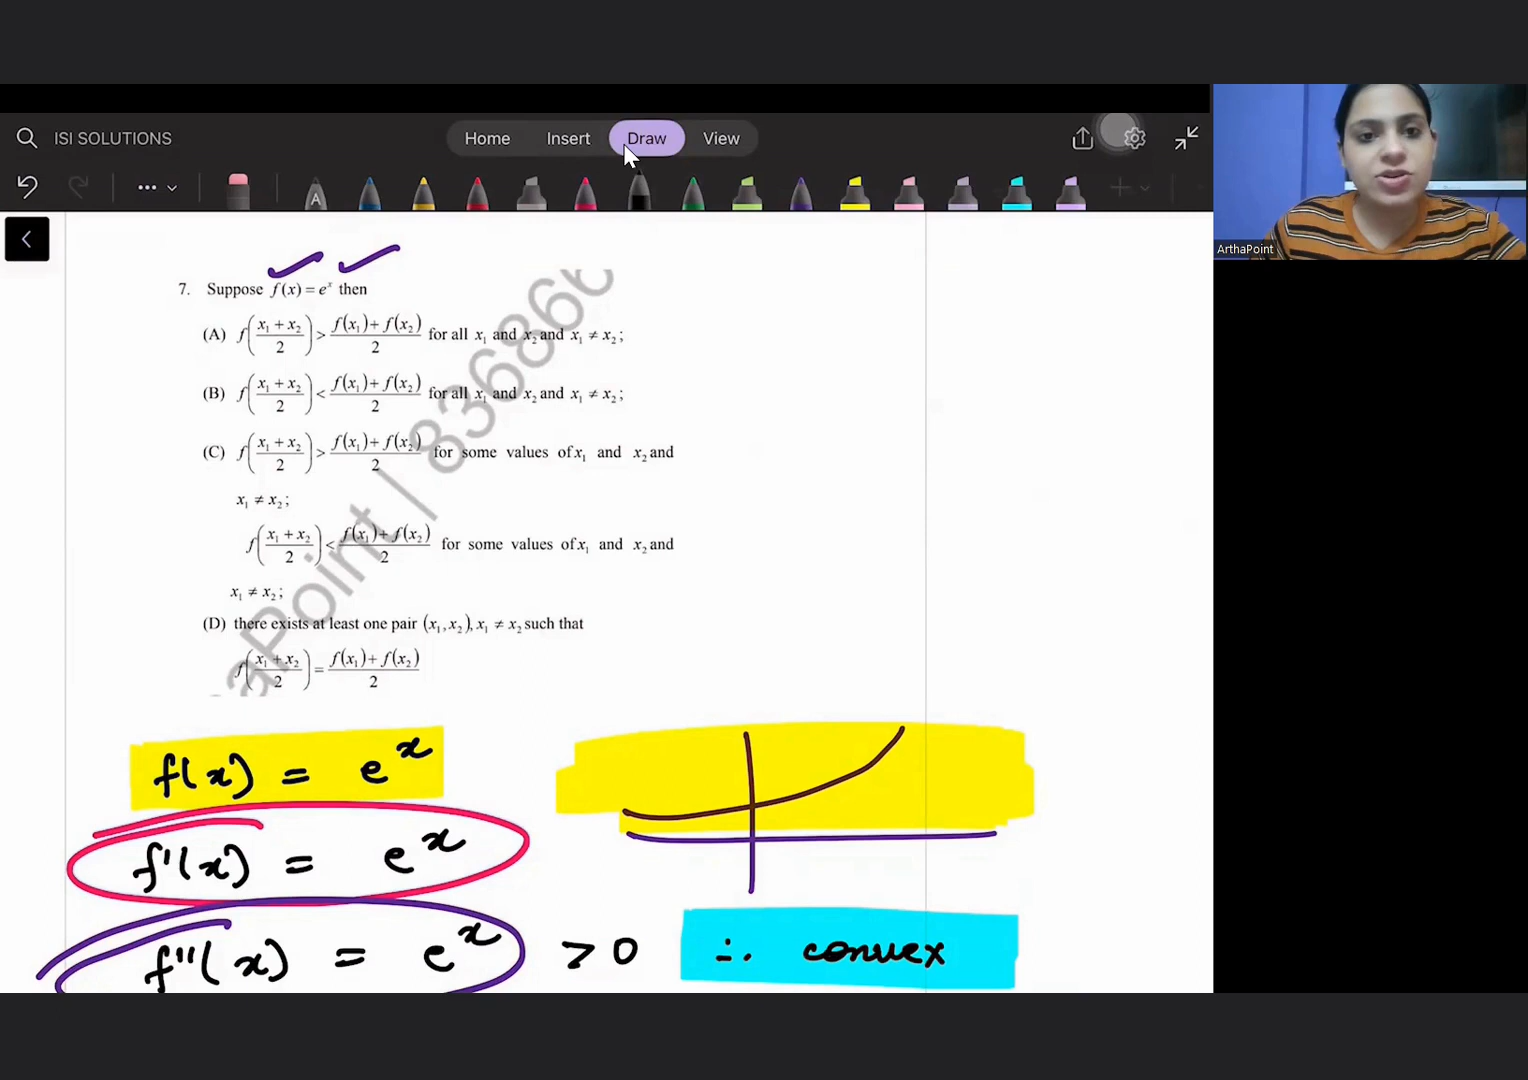 ISI SOLUTIONS
Home Insert Draw View
A
ArthaPoint
7. Suppose f(x) = eˣ then
(A) f((x₁ + x₂)/2) > (f(x₁) + f(x₂))/2 for all x₁ and x₂ and x₁ ≠ x₂;
(B) f((x₁ + x₂)/2) < (f(x₁) + f(x₂))/2 for all x₁ and x₂ and x₁ ≠ x₂;
(C) f((x₁ + x₂)/2) > (f(x₁) + f(x₂))/2 for some values of x₁ and x₂ and
x₁ ≠ x₂;
f((x₁ + x₂)/2) < (f(x₁) + f(x₂))/2 for some values of x₁ and x₂ and
x₁ ≠ x₂;
(D) there exists at least one pair (x₁, x₂), x₁ ≠ x₂ such that
f((x₁ + x₂)/2) = (f(x₁) + f(x₂))/2
f(x) = eˣ
f'(x) = eˣ
f''(x) = eˣ > 0 ∴ convex